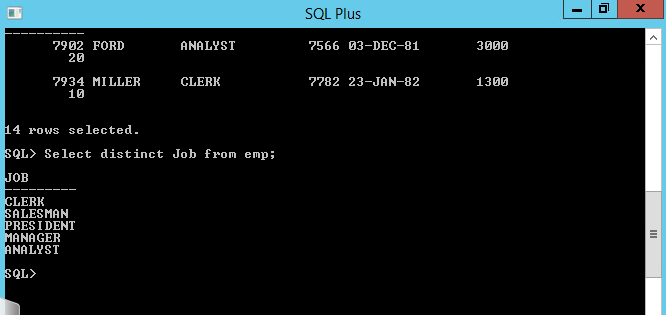 SQL Plus
----------
7902 FORD ANALYST 7566 03-DEC-81 3000
20
7934 MILLER CLERK 7782 23-JAN-82 1300
10
14 rows selected.
SQL> Select distinct Job from emp;
JOB
---------
CLERK
SALESMAN
PRESIDENT
MANAGER
ANALYST
SQL>